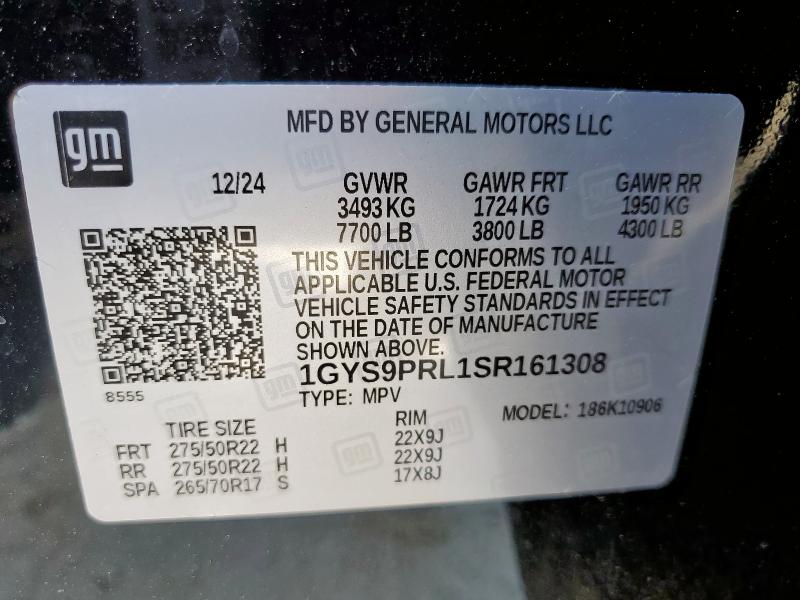 gm
MFD BY GENERAL MOTORS LLC
12/24 GVWR GAWR FRT GAWR RR
3493 KG 1724 KG 1950 KG
7700 LB 3800 LB 4300 LB
THIS VEHICLE CONFORMS TO ALL
APPLICABLE U.S. FEDERAL MOTOR
VEHICLE SAFETY STANDARDS IN EFFECT
ON THE DATE OF MANUFACTURE
SHOWN ABOVE.
1GYS9PRL1SR161308
8555
TYPE: MPV MODEL: 186K10906
TIRE SIZE RIM
FRT 275/50R22 H 22X9J
RR 275/50R22 H 22X9J
SPA 265/70R17 S 17X8J